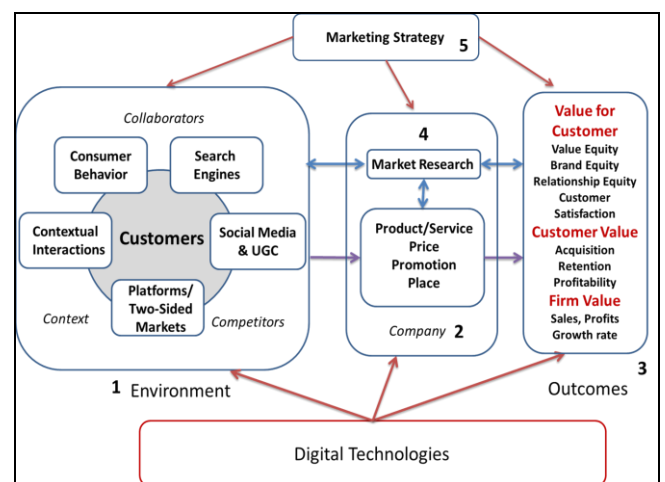 Marketing Strategy 5
Collaborators
Consumer
Behavior
Search
Engines
Contextual
Interactions
Customers
Social Media
& UGC
Platforms/
Two-Sided
Markets
Context
Competitors
1 Environment
4
Market Research
Product/Service
Price
Promotion
Place
Company 2
Value for
Customer
Value Equity
Brand Equity
Relationship Equity
Customer
Satisfaction
Customer Value
Acquisition
Retention
Profitability
Firm Value
Sales, Profits
Growth rate
3
Outcomes
Digital Technologies